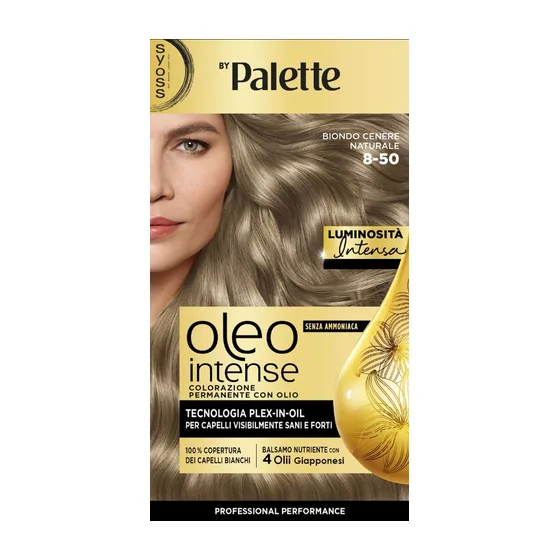 syoss
BY Palette
BIONDO CENERE
NATURALE
8-50
LUMINOSITÀ
Intensa
SENZA AMMONIACA
oleo
intense
COLORAZIONE
PERMANENTE CON OLIO
TECNOLOGIA PLEX-IN-OIL
PER CAPELLI VISIBILMENTE SANI E FORTI
100% COPERTURA
DEI CAPELLI BIANCHI
BALSAMO NUTRIENTE CON
4 Olii Giapponesi
PROFESSIONAL PERFORMANCE